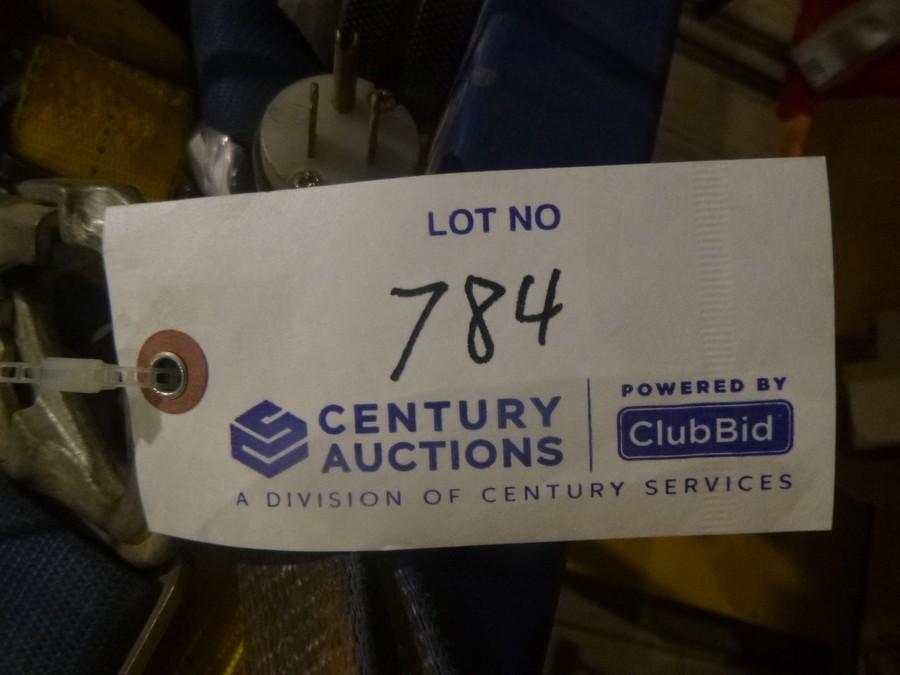 LOT NO
784
CENTURY AUCTIONS
POWERED BY
ClubBid
A DIVISION OF CENTURY SERVICES